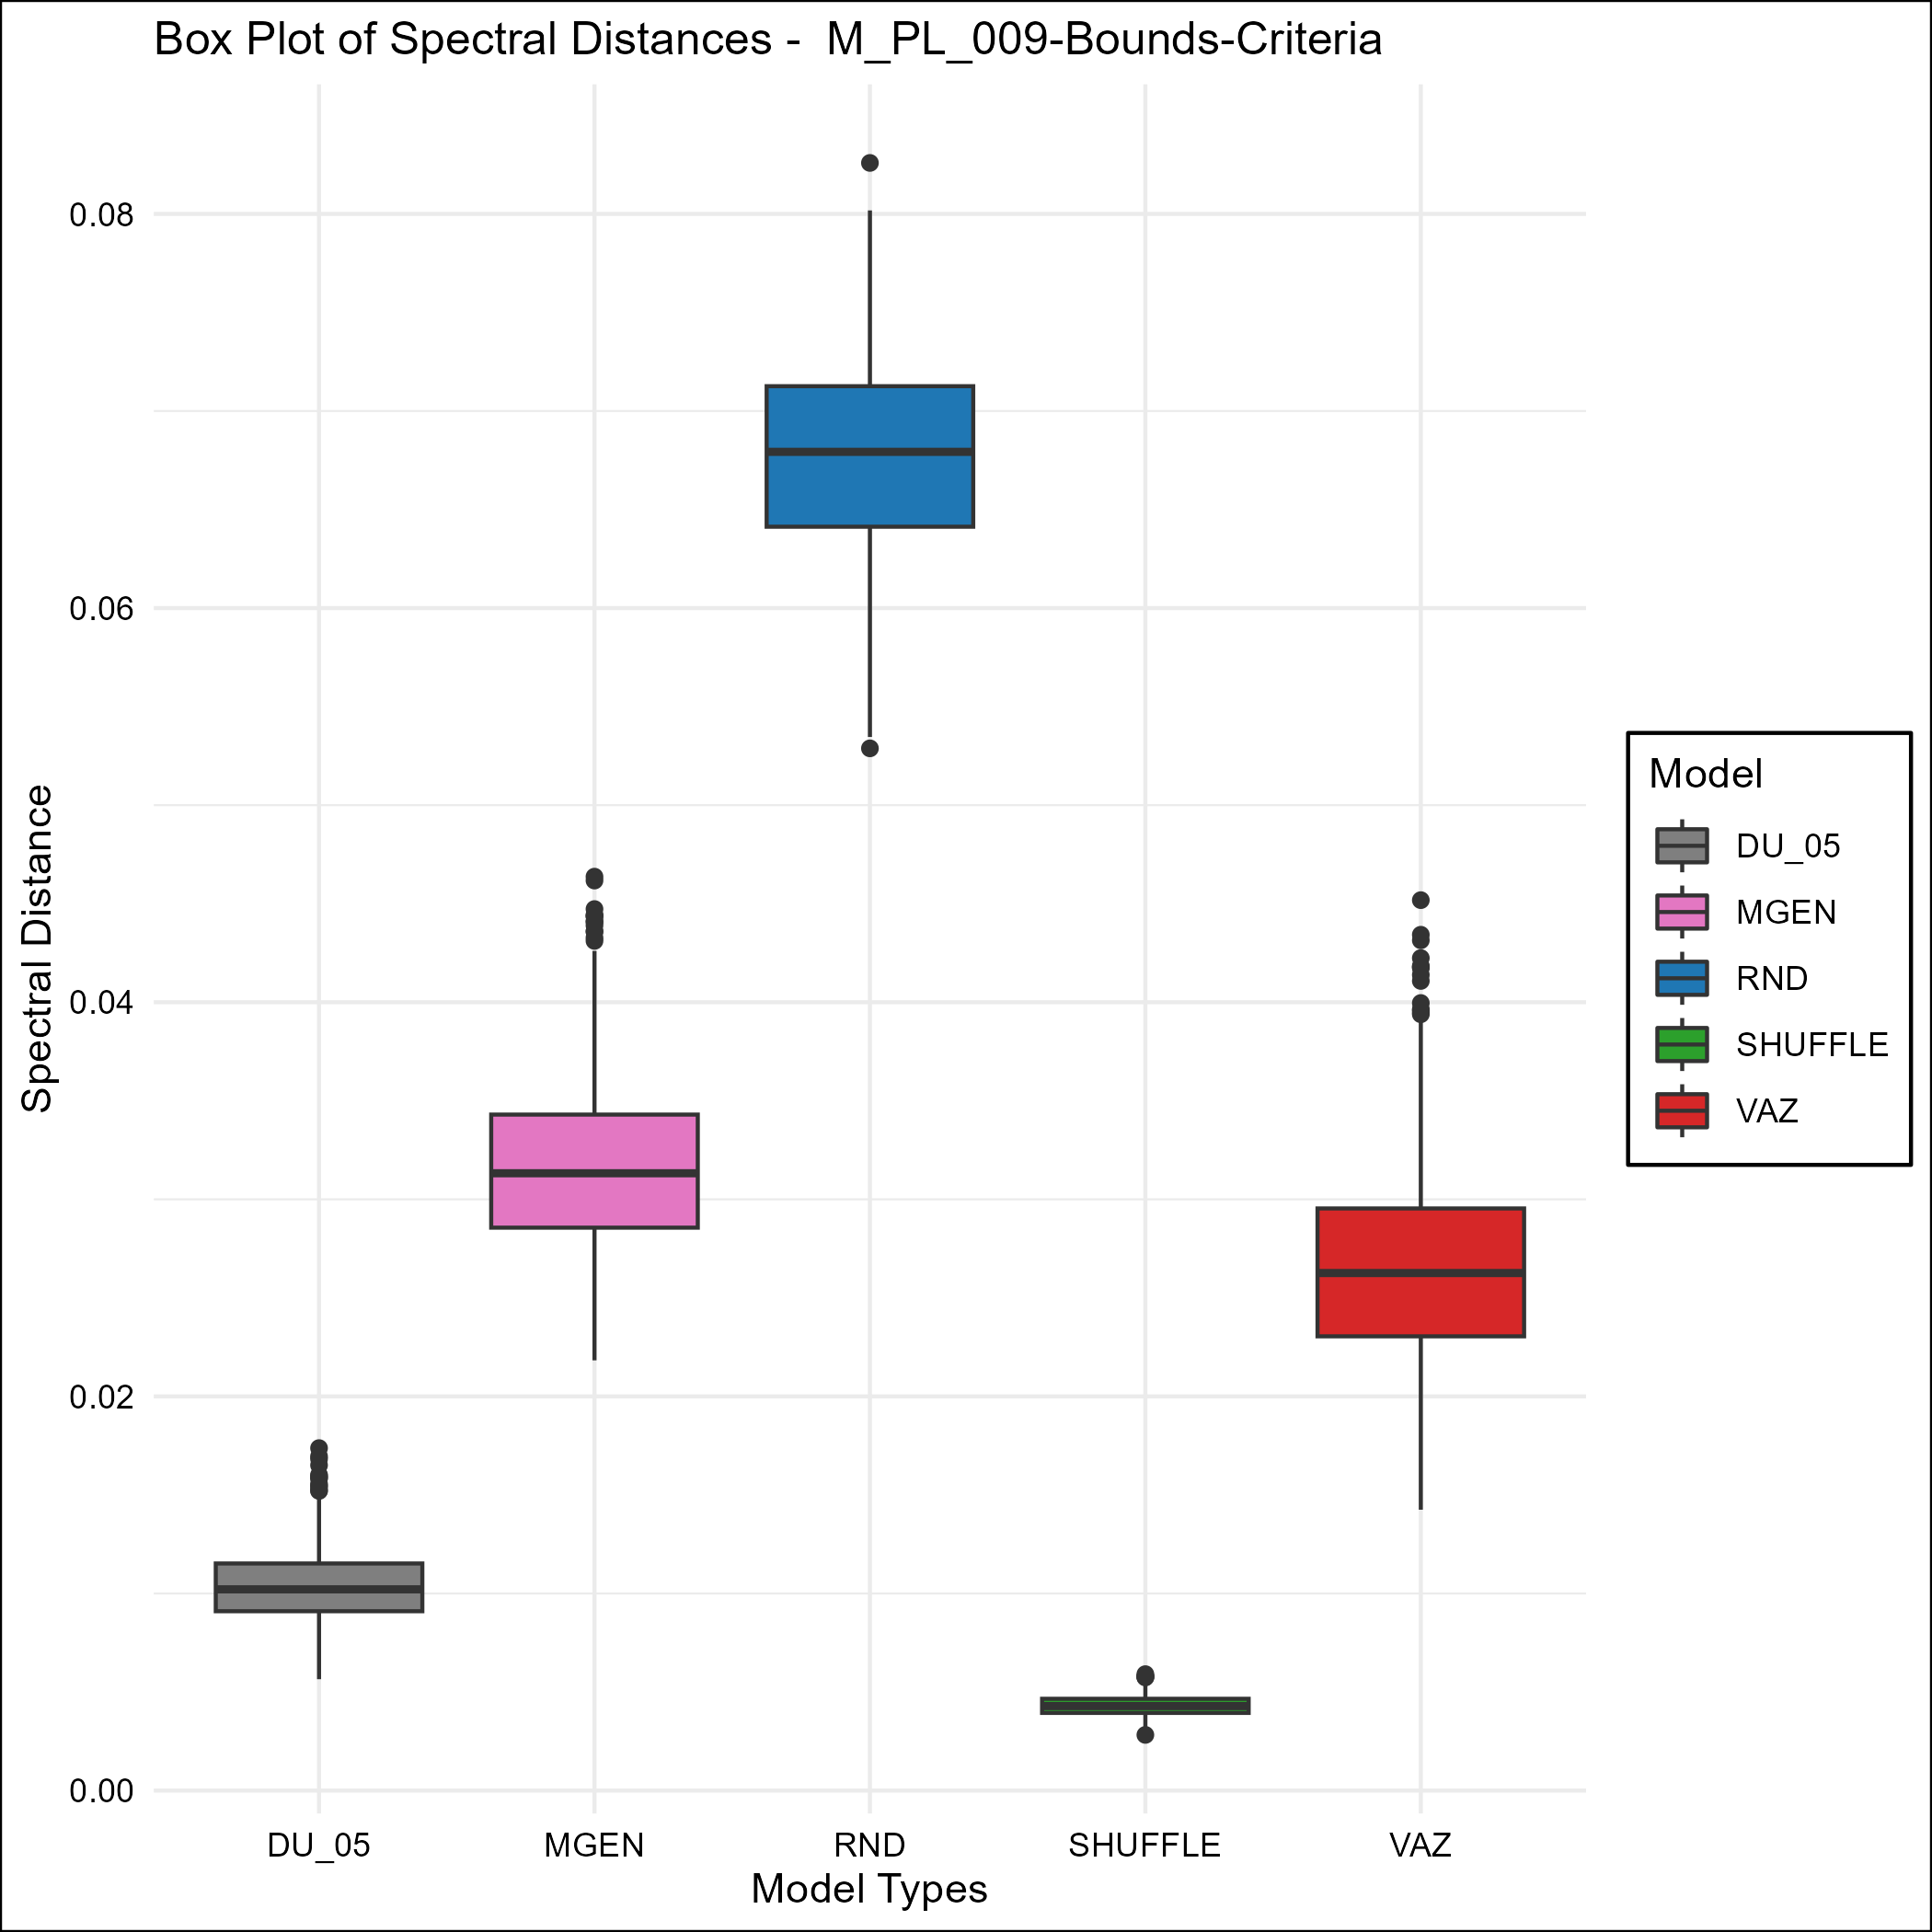 Box Plot of Spectral Distances -  M_PL_009-Bounds-Criteria
0.08
0.06
0.04
0.02
0.00
Spectral Distance
DU_05 MGEN RND SHUFFLE VAZ
Model Types
Model
DU_05
MGEN
RND
SHUFFLE
VAZ